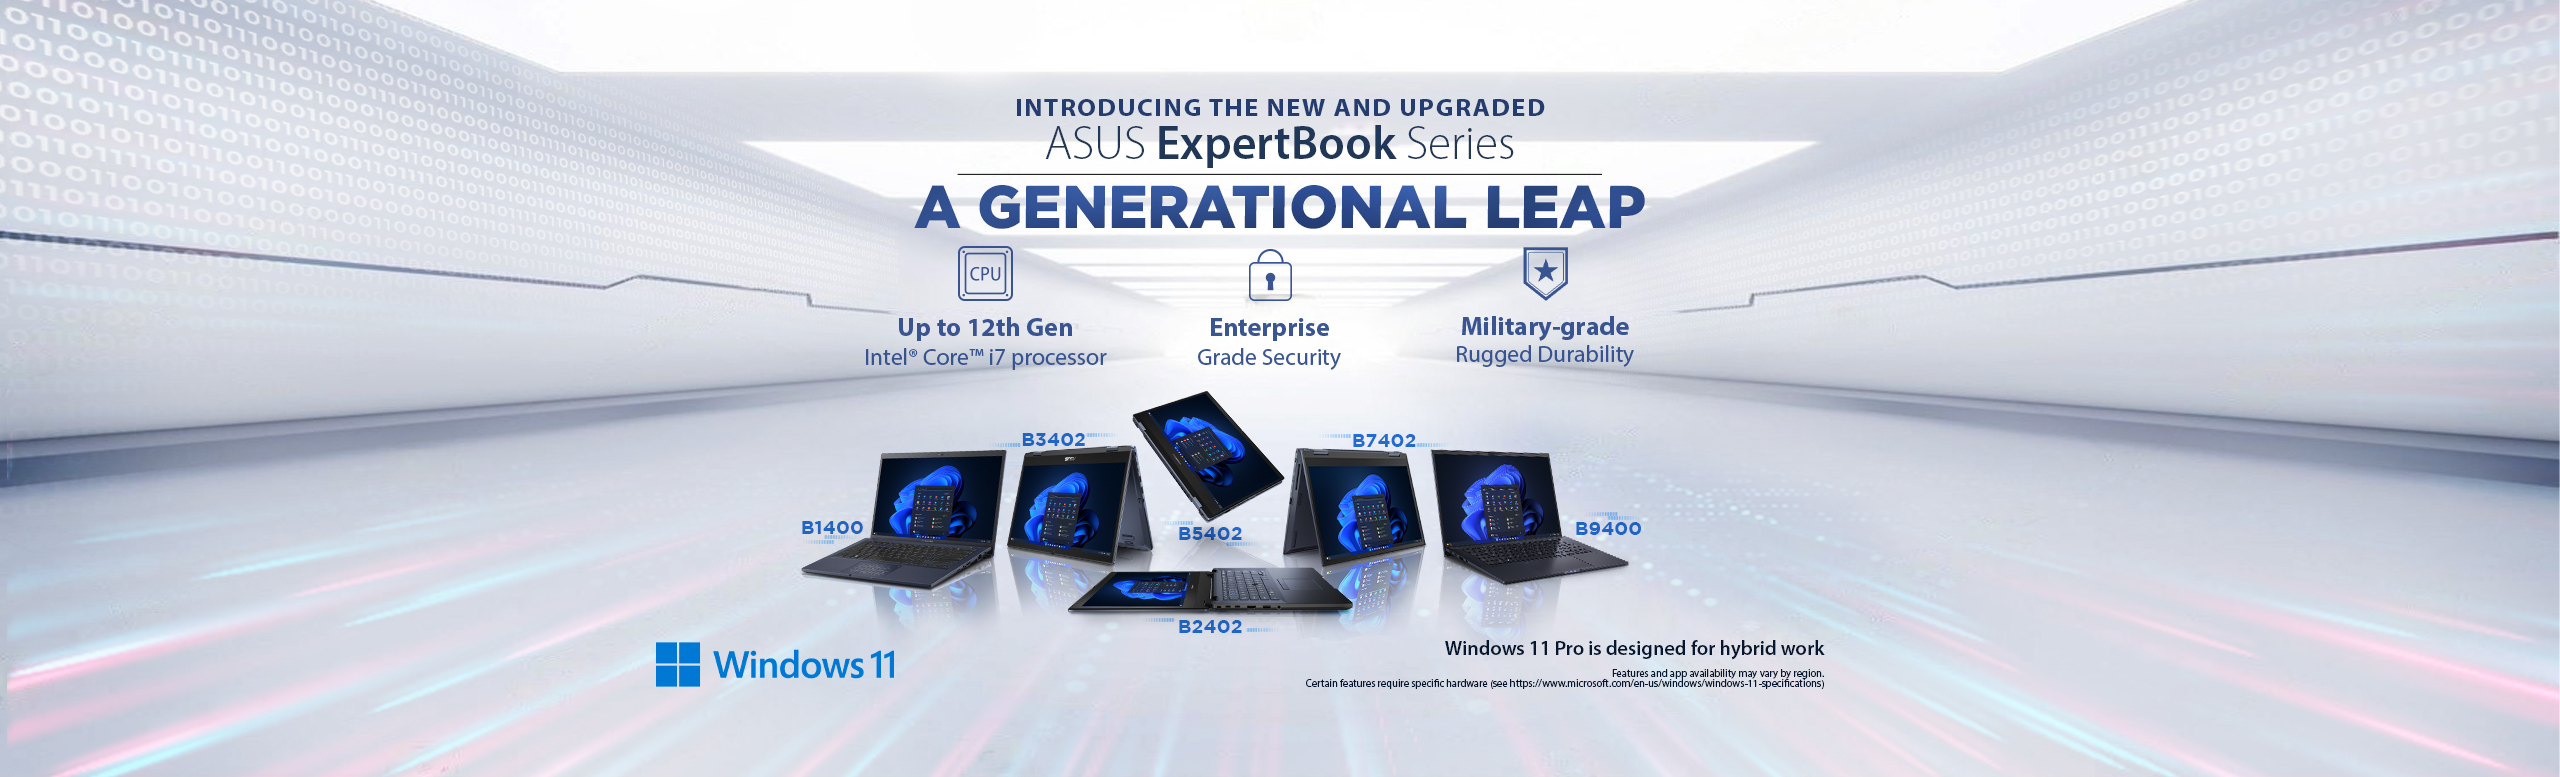 INTRODUCING THE NEW AND UPGRADED
ASUS ExpertBook Series
A GENERATIONAL LEAP
CPU
Up to 12th Gen
Intel® Core™ i7 processor
Enterprise
Grade Security
Military-grade
Rugged Durability
B3402
B7402
B1400
B5402
B9400
B2402
Windows 11
Windows 11 Pro is designed for hybrid work
Features and app availability may vary by region.
Certain features require specific hardware (see https://www.microsoft.com/en-us/windows/windows-11-specifications)